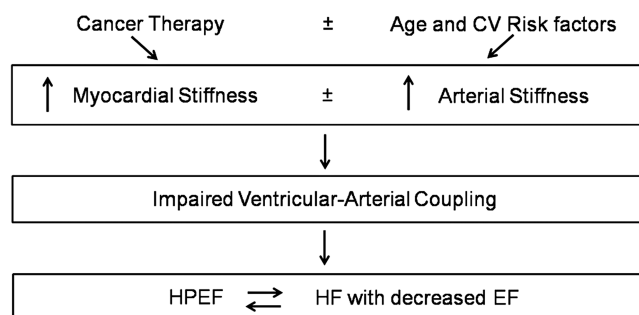 Cancer Therapy ± Age and CV Risk factors
↑ Myocardial Stiffness ± ↑ Arterial Stiffness
Impaired Ventricular-Arterial Coupling
HPEF ⇌ HF with decreased EF